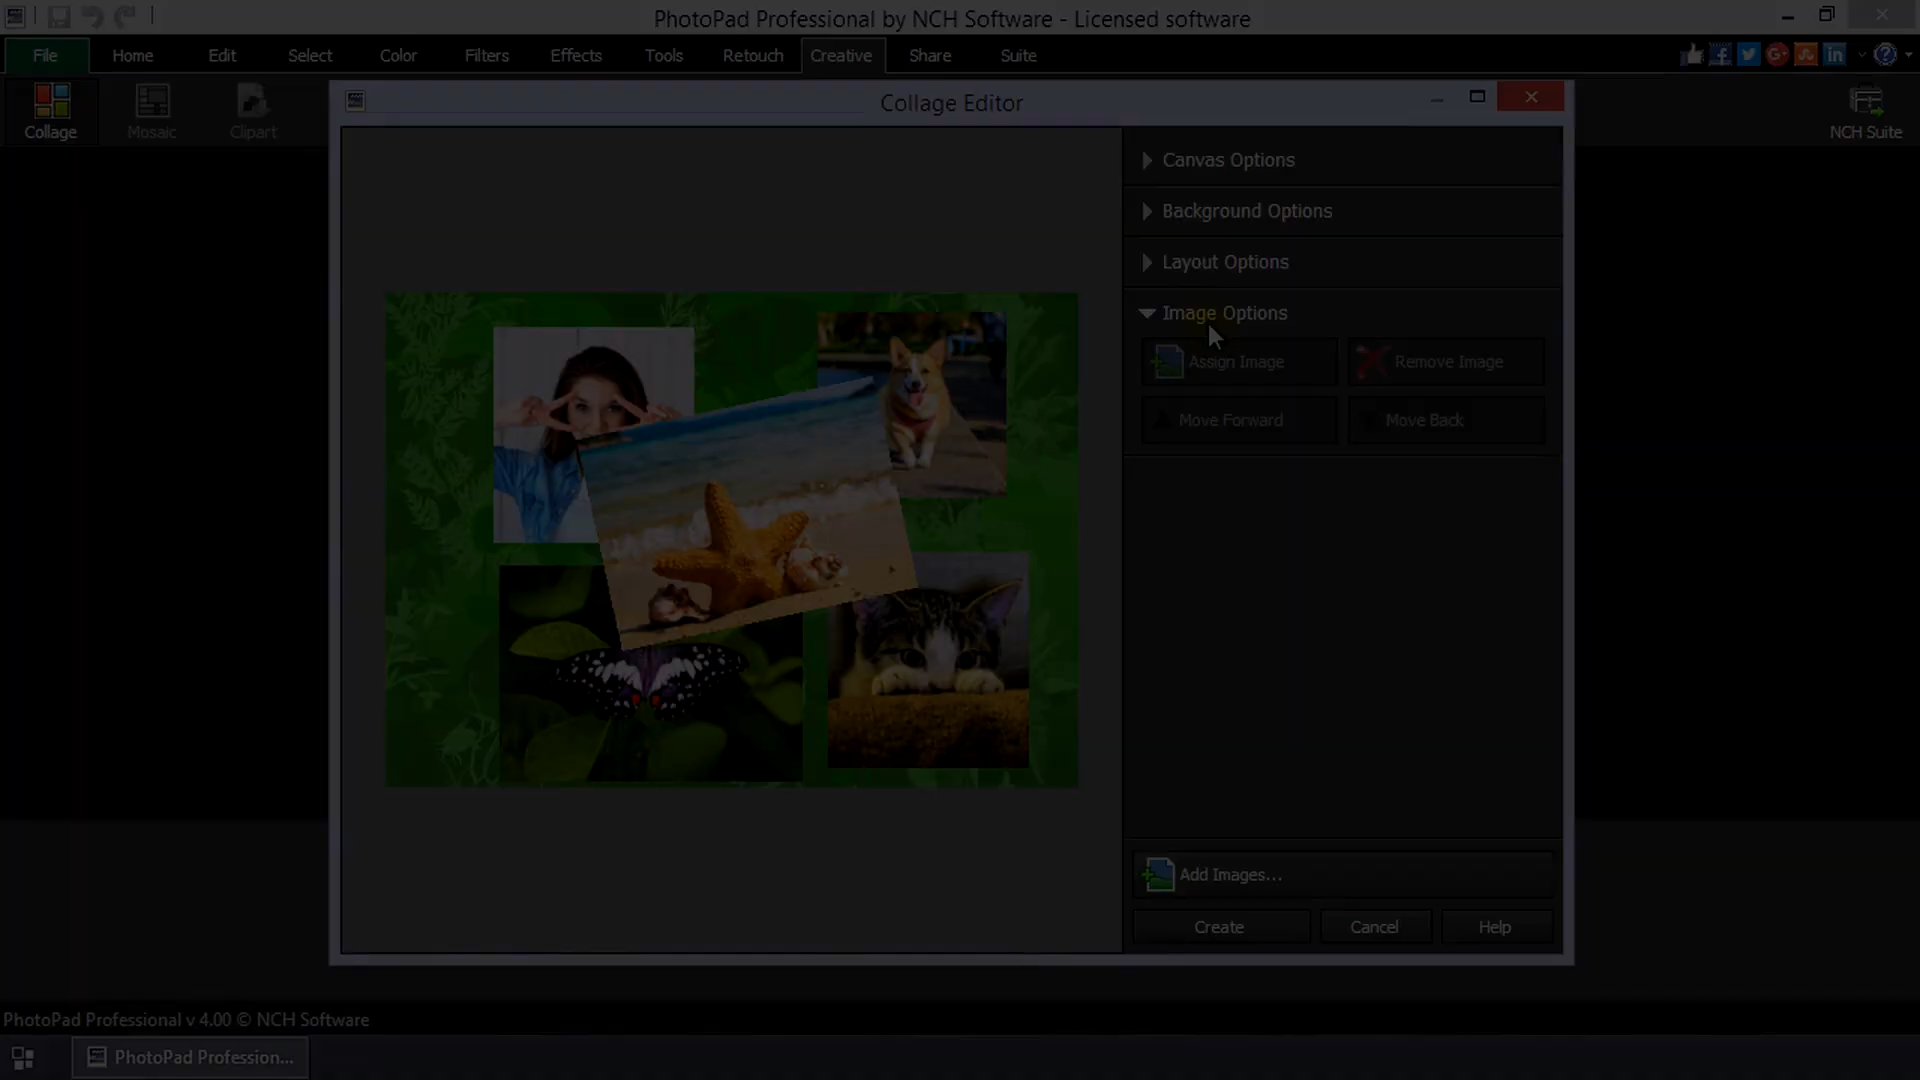 PhotoPad Professional by NCH Software - Licensed software
File Home Edit Select Color Filters Effects Tools Retouch Creative Share Suite
Collage Mosaic Clipart NCH Suite
Collage Editor
Canvas Options
Background Options
Layout Options
Image Options
Assign Image Remove Image
Move Forward Move Back
Add Images...
Create Cancel Help
PhotoPad Professional v 4.00 © NCH Software
PhotoPad Profession...